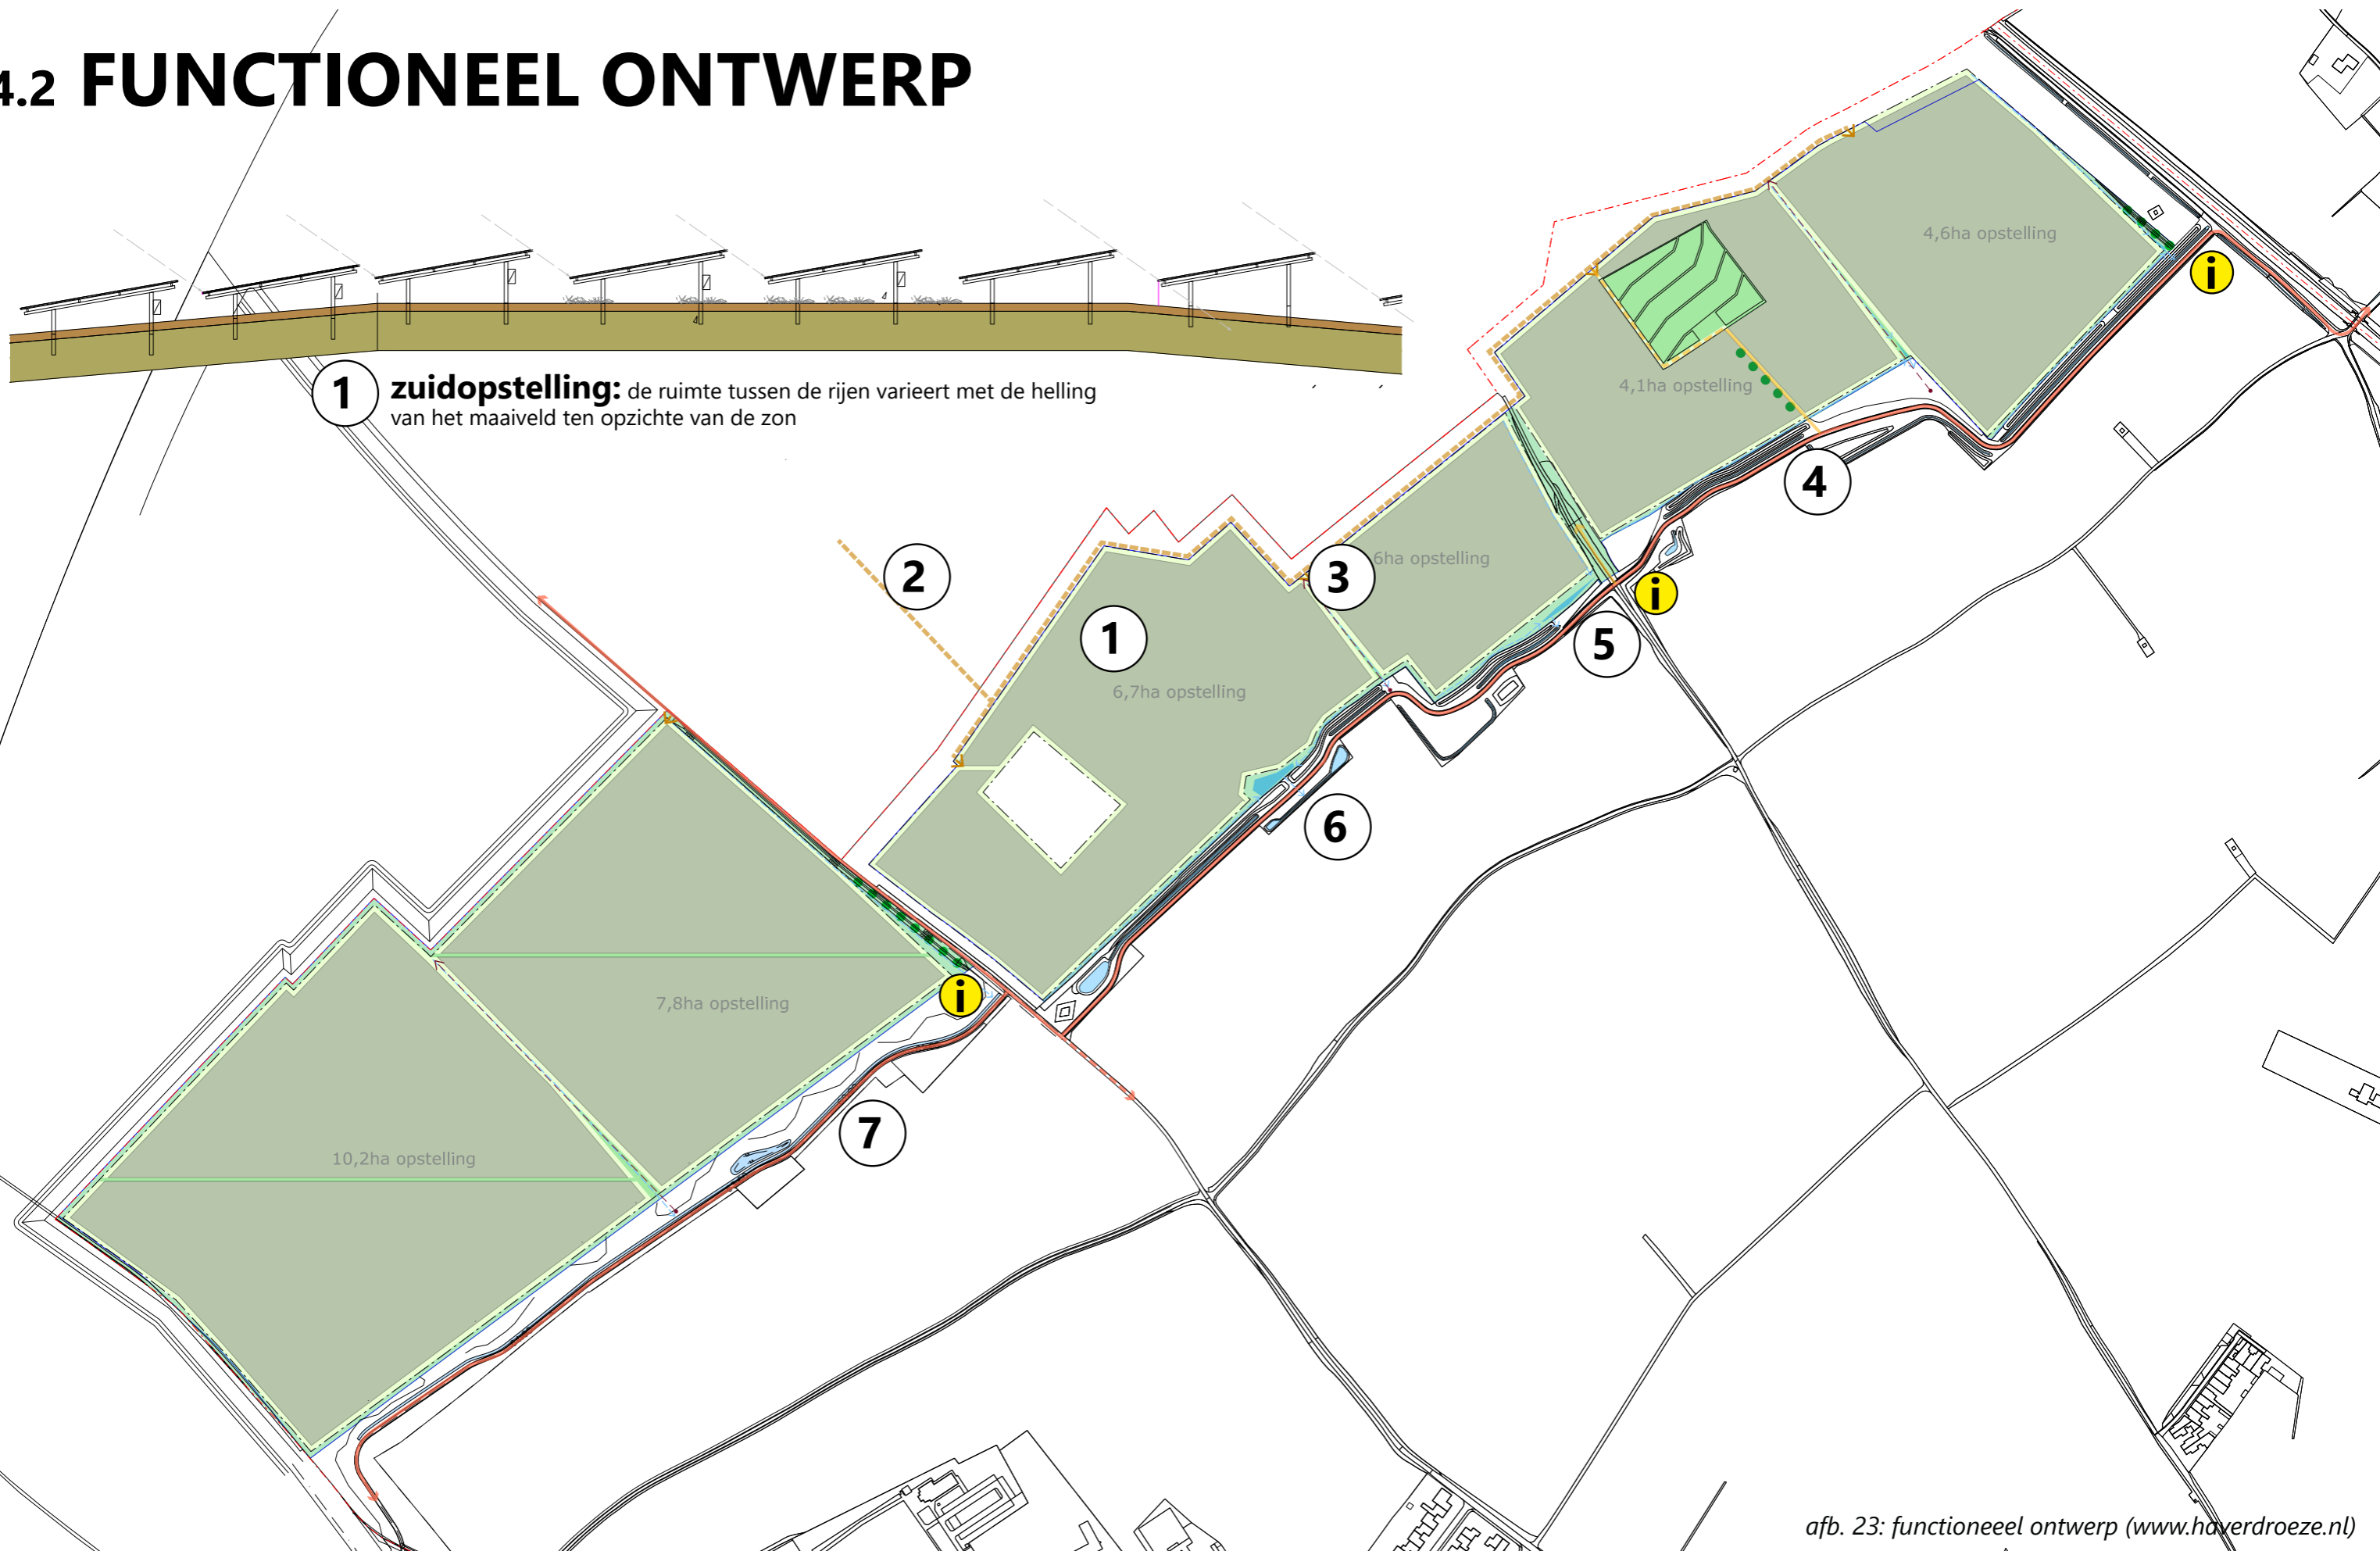 4.2 FUNCTIONEEL ONTWERP
1 zuidopstelling: de ruimte tussen de rijen varieert met de helling
van het maaiveld ten opzichte van de zon
4,6ha opstelling
i
4,1ha opstelling
4
2
3 6ha opstelling
i
1
5
6,7ha opstelling
6
i
7,8ha opstelling
7
10,2ha opstelling
afb. 23: functioneeel ontwerp (www.haverdroeze.nl)